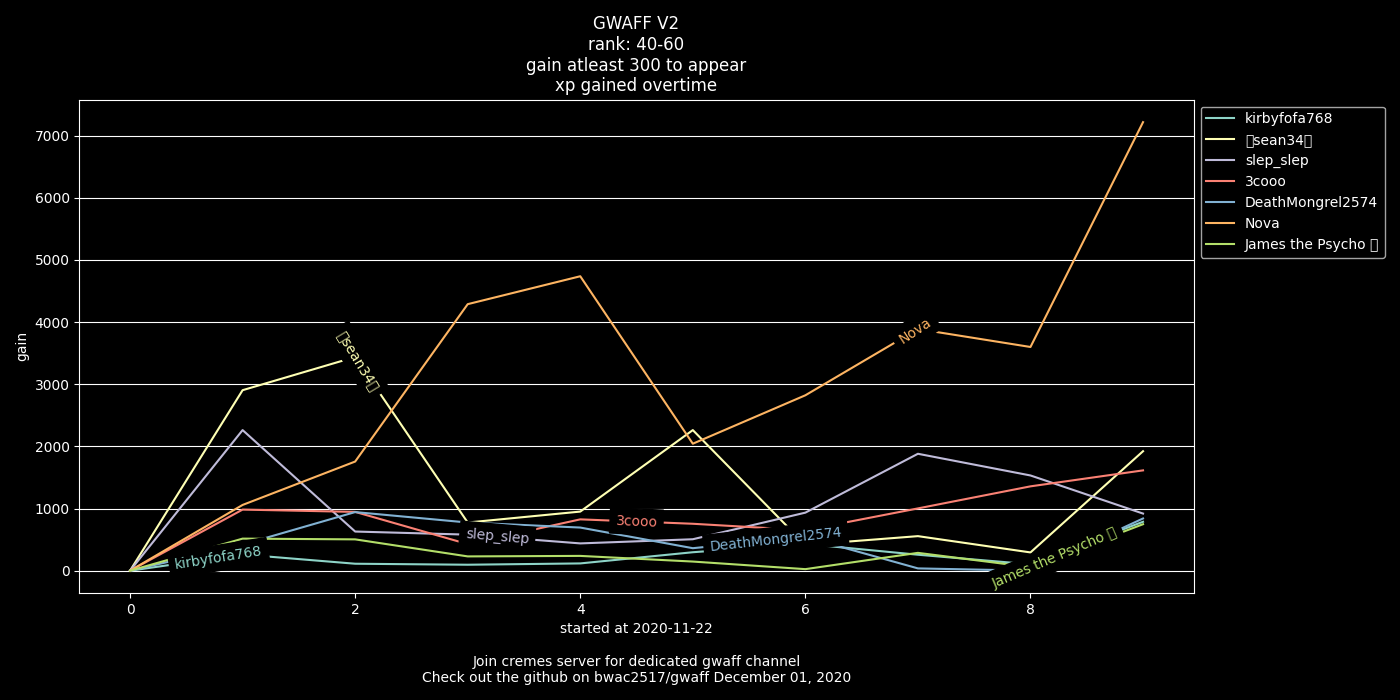 GWAFF V2
rank: 40-60
gain atleast 300 to appear
xp gained overtime
7000
6000
5000
4000
3000
2000
1000
0
gain
0
2
4
6
8
started at 2020-11-22
sean34
Nova
slep_slep
3cooo
DeathMongrel2574
kirbyfofa768
James the Psycho
kirbyfofa768
sean34
slep_slep
3cooo
DeathMongrel2574
Nova
James the Psycho
Join cremes server for dedicated gwaff channel
Check out the github on bwac2517/gwaff December 01, 2020